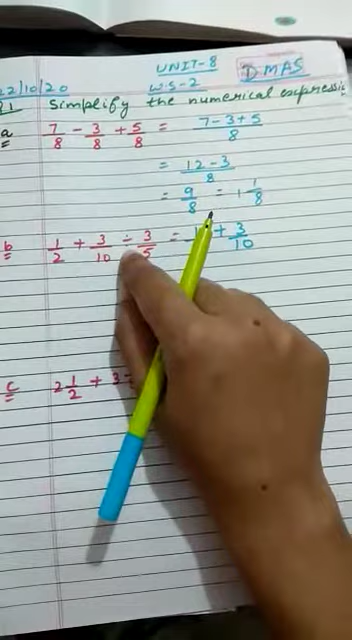 UNIT-8
22/10/20 W.S-2 DMAS
Q1 Simplify the numerical expressi
a 7/8 - 3/8 + 5/8 = 7-3+5/8
= 12-3/8
= 9/8 = 1 1/8
b 1/2 + 3/10 ÷ 3/5 = 1 + 3/10
c 2 1/2 + 3